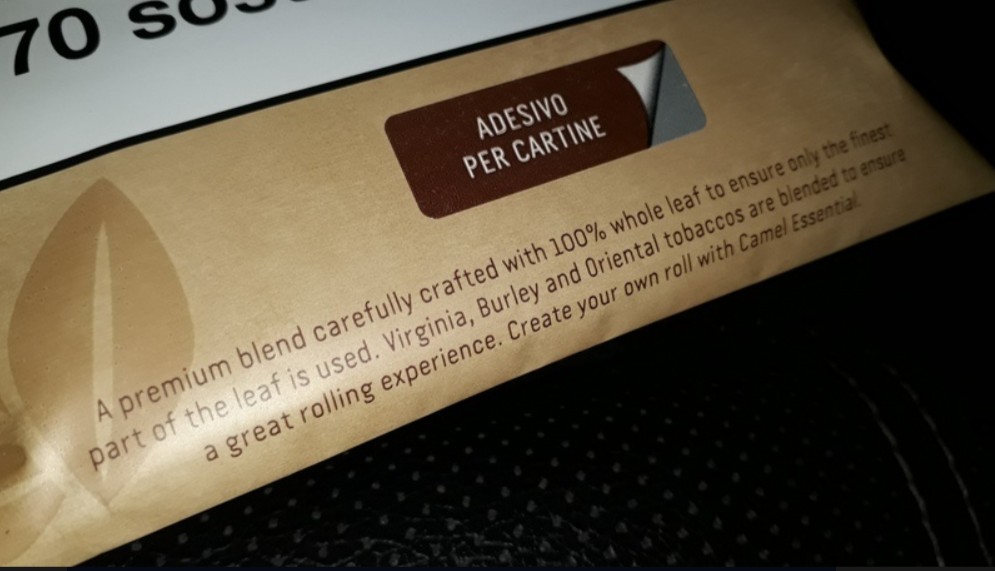 70
ADESIVO
PER CARTINE
A premium blend carefully crafted with 100% whole leaf to ensure only the finest
part of the leaf is used. Virginia, Burley and Oriental tobaccos are blended to ensure
a great rolling experience. Create your own roll with Camel Essential.